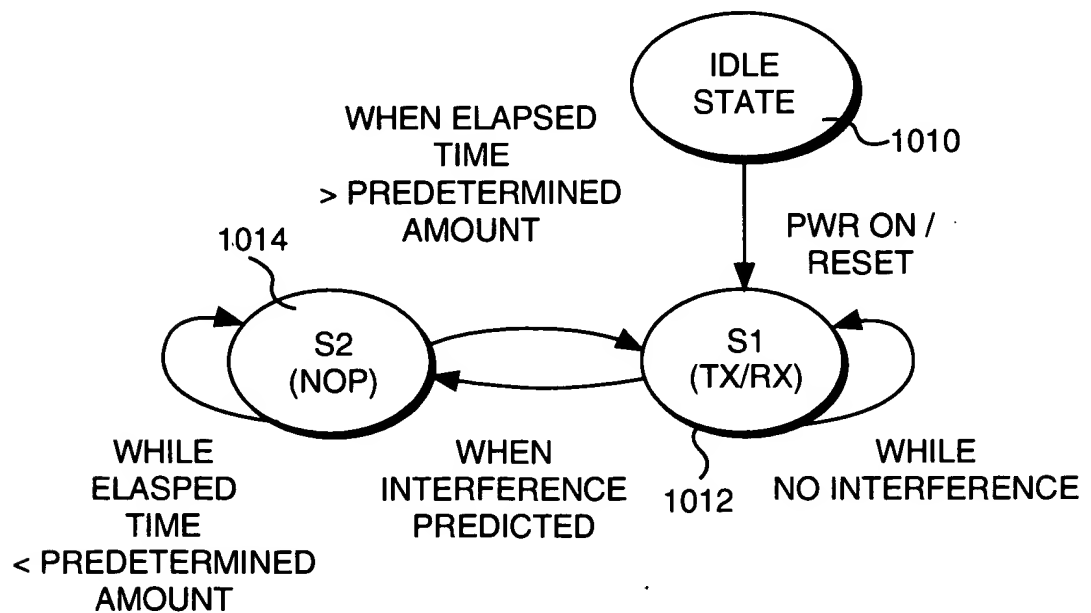 IDLE
STATE
1010
WHEN ELAPSED
TIME
> PREDETERMINED
AMOUNT
PWR ON /
RESET
1014
S2
(NOP)
S1
(TX/RX)
WHILE
ELASPED
TIME
< PREDETERMINED
AMOUNT
WHEN
INTERFERENCE
PREDICTED
1012
WHILE
NO INTERFERENCE